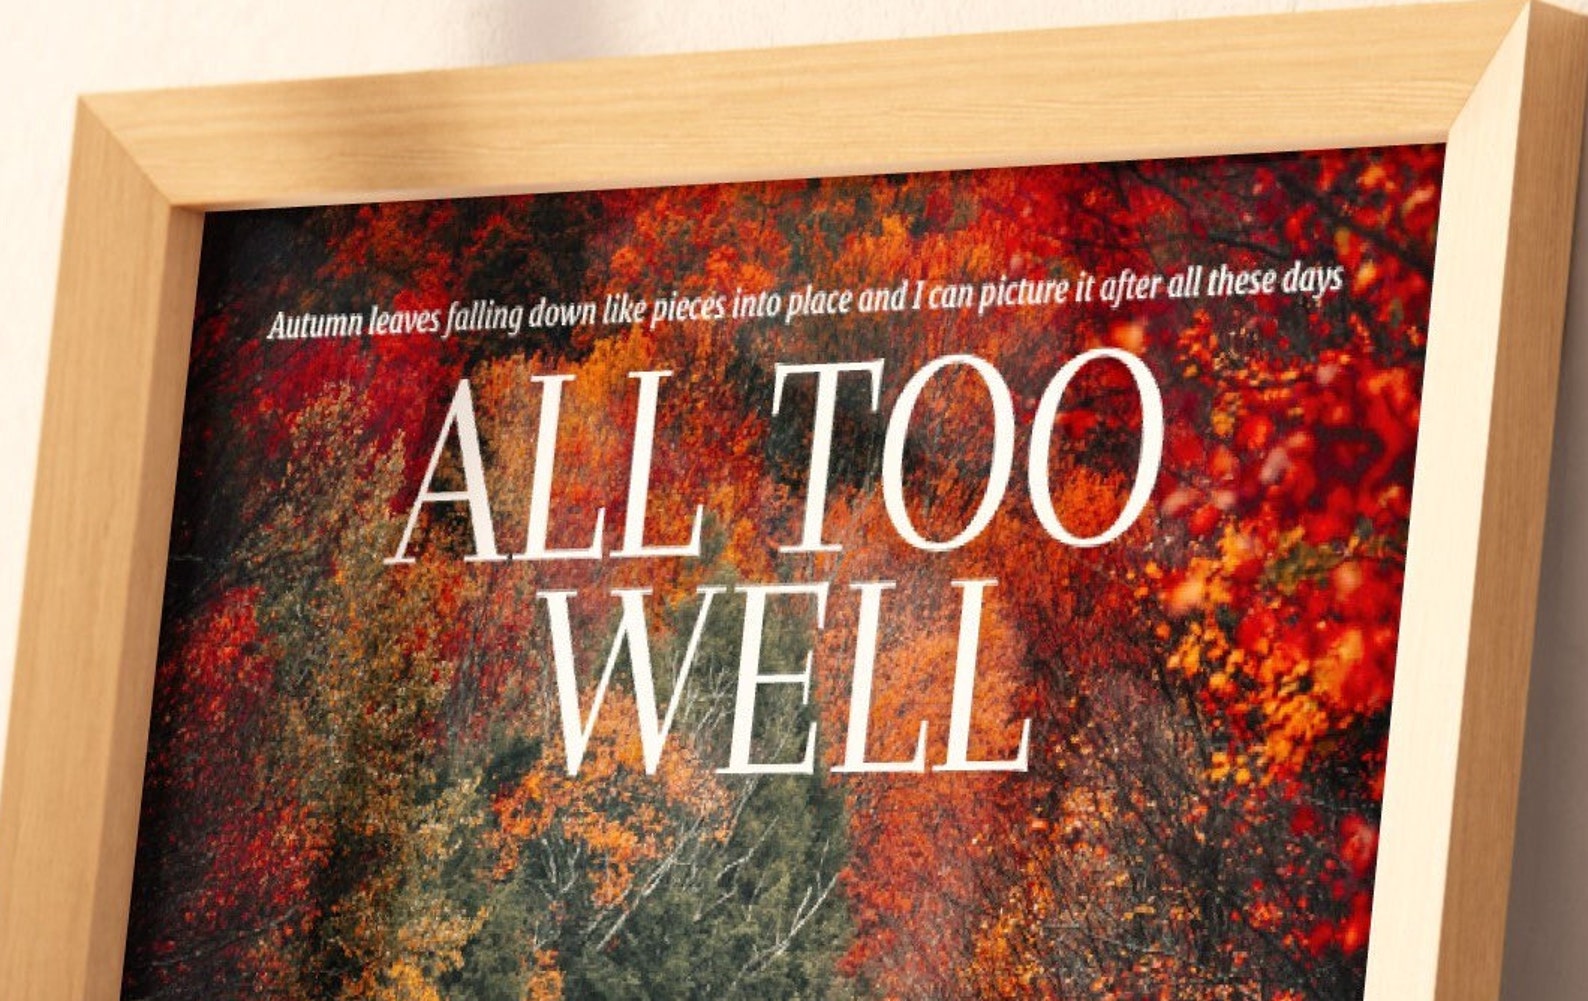 Autumn leaves falling down like pieces into place and I can picture it after all these days
ALL TOO
WELL